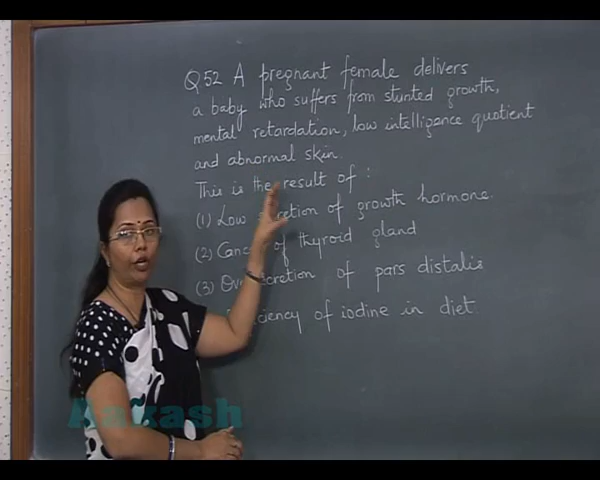 Q 52 A pregnant female delivers
a baby who suffers from stunted growth,
mental retardation, low intelligence quotient
and abnormal skin.
This is the result of :
(1) Low secretion of growth hormone.
(2) of thyroid gland
(3) of pars distalis
of iodine in diet.
Aakash